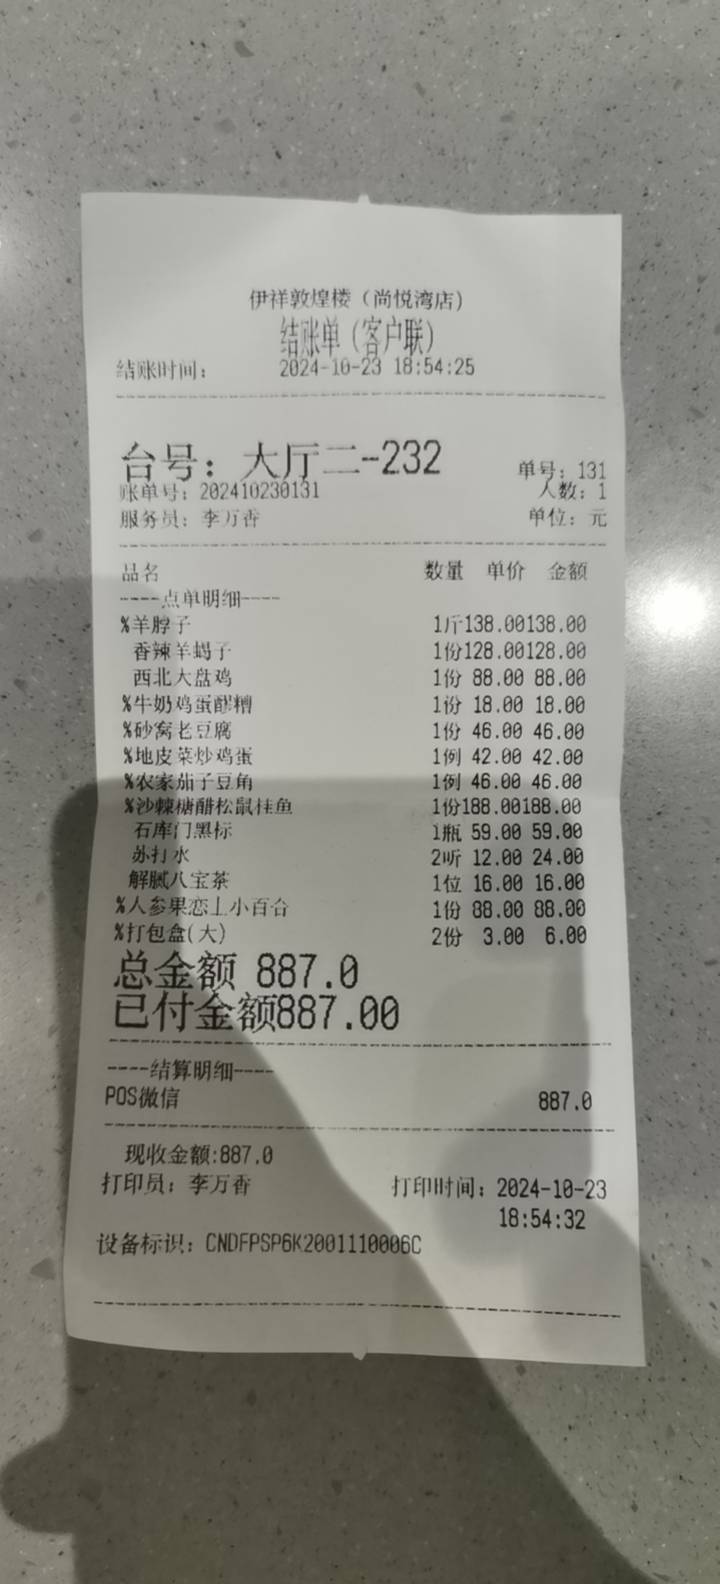 伊祥敦煌楼（尚悦湾店）
结账单（客户联）
结账时间： 2024-10-23 18:54:25
台号：大厅二-232 单号：131
账单号：202410230131 人数：1
服务员：李万香 单位：元
品名 数量 单价 金额
----点单明细----
%羊脖子 1斤138.00138.00
香辣羊蝎子 1份128.00128.00
西北大盘鸡 1份 88.00 88.00
%牛奶鸡蛋醪糟 1份 18.00 18.00
%砂窝老豆腐 1份 46.00 46.00
%地皮菜炒鸡蛋 1例 42.00 42.00
%农家茄子豆角 1例 46.00 46.00
%沙棘糖醋松鼠桂鱼 1份188.00188.00
石库门黑标 1瓶 59.00 59.00
苏打水 2听 12.00 24.00
解腻八宝茶 1位 16.00 16.00
%人参果恋上小百合 1份 88.00 88.00
%打包盒(大) 2份 3.00 6.00
总金额 887.0
已付金额887.00
----结算明细----
POS微信 887.0
现收金额:887.0
打印员：李万香 打印时间：2024-10-23
18:54:32
设备标识：CNDFPSP6K2001110006C